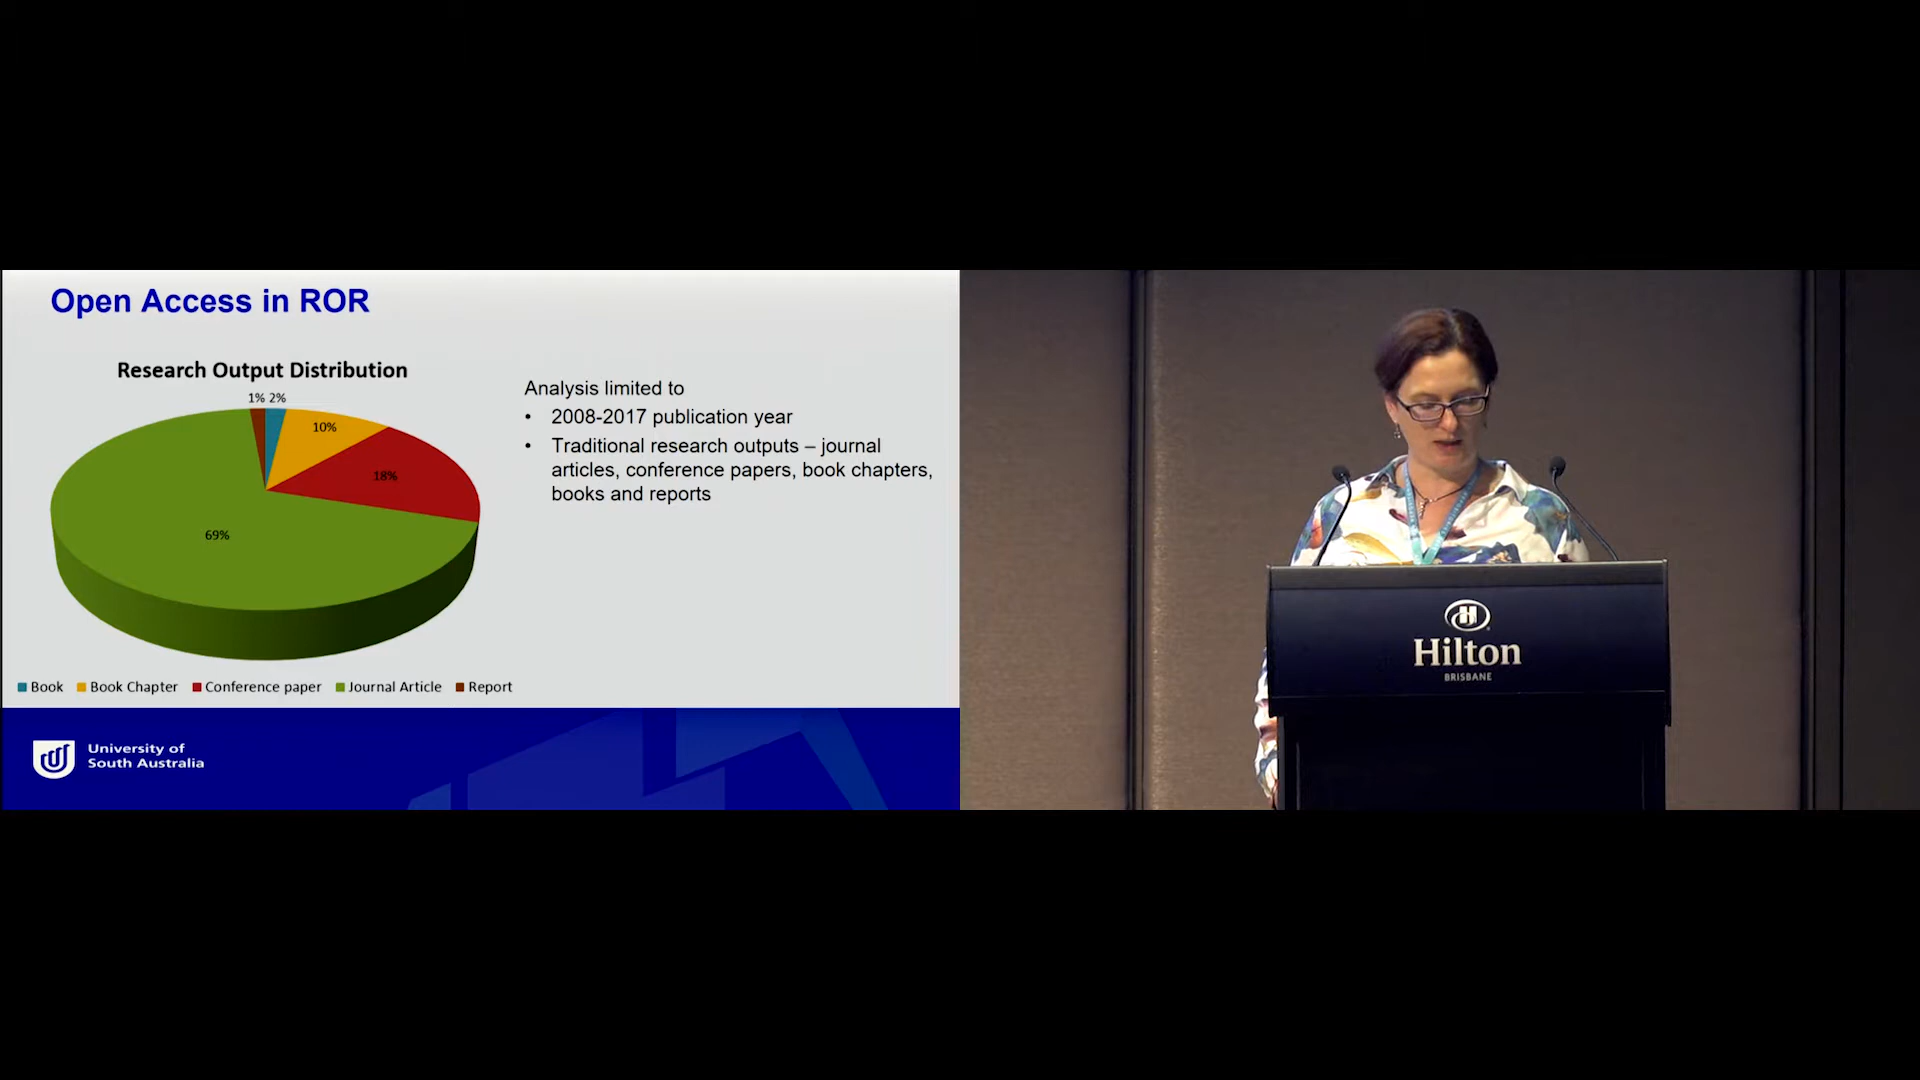 Open Access in ROR
Research Output Distribution
1% 2%
10%
18%
69%
Book Book Chapter Conference paper Journal Article Report
Analysis limited to
• 2008-2017 publication year
• Traditional research outputs – journal
articles, conference papers, book chapters,
books and reports
University of
South Australia
H
Hilton
BRISBANE